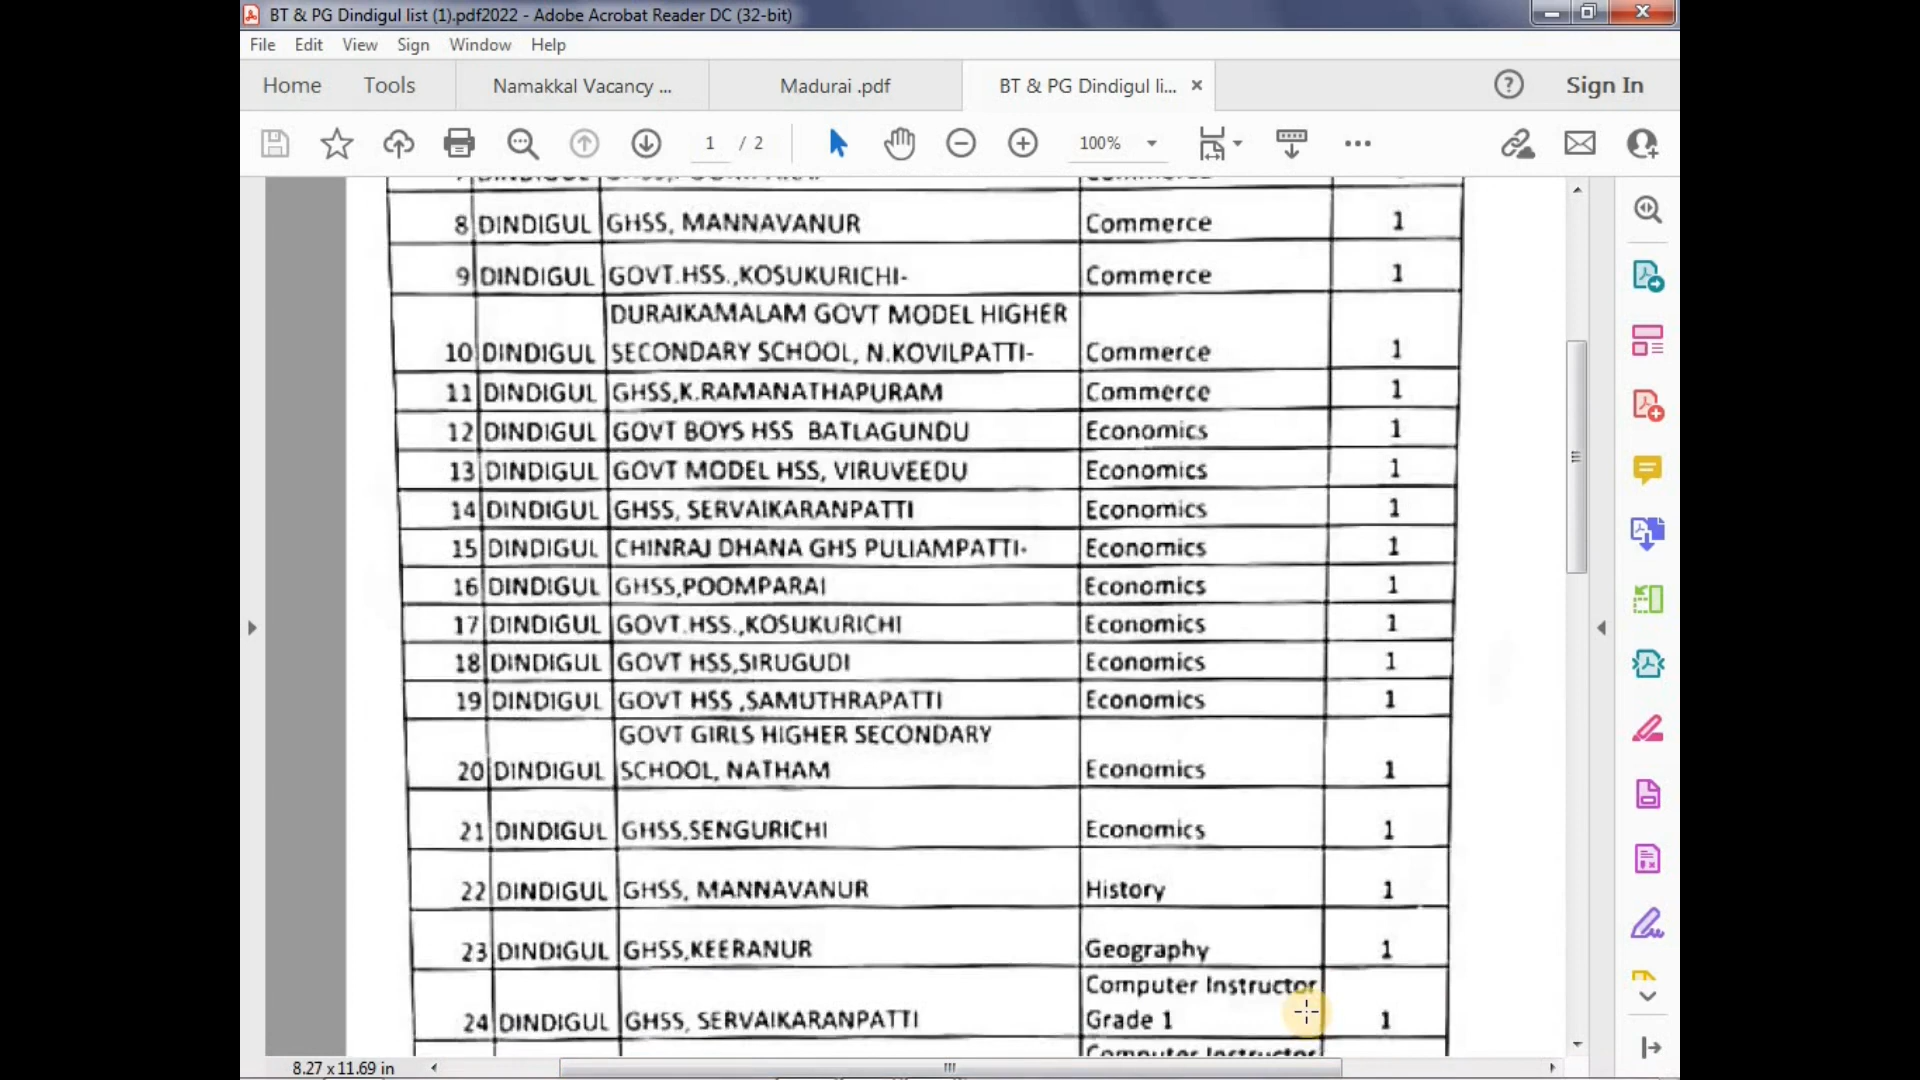 BT & PG Dindigul list (1).pdf2022 - Adobe Acrobat Reader DC (32-bit)
File Edit View Sign Window Help
Home Tools Namakkal Vacancy ... Madurai .pdf BT & PG Dindigul li... Sign In
1 / 2 100%
8 DINDIGUL GHSS, MANNAVANUR Commerce 1
9 DINDIGUL GOVT.HSS.,KOSUKURICHI- Commerce 1
DURAIKAMALAM GOVT MODEL HIGHER
10 DINDIGUL SECONDARY SCHOOL, N.KOVILPATTI- Commerce 1
11 DINDIGUL GHSS,K.RAMANATHAPURAM Commerce 1
12 DINDIGUL GOVT BOYS HSS BATLAGUNDU Economics 1
13 DINDIGUL GOVT MODEL HSS, VIRUVEEDU Economics 1
14 DINDIGUL GHSS, SERVAIKARANPATTI Economics 1
15 DINDIGUL CHINRAJ DHANA GHS PULIAMPATTI- Economics 1
16 DINDIGUL GHSS,POOMPARAI Economics 1
17 DINDIGUL GOVT.HSS.,KOSUKURICHI Economics 1
18 DINDIGUL GOVT HSS,SIRUGUDI Economics 1
19 DINDIGUL GOVT HSS ,SAMUTHRAPATTI Economics 1
GOVT GIRLS HIGHER SECONDARY
20 DINDIGUL SCHOOL, NATHAM Economics 1
21 DINDIGUL GHSS,SENGURICHI Economics 1
22 DINDIGUL GHSS, MANNAVANUR History 1
23 DINDIGUL GHSS,KEERANUR Geography 1
Computer Instructor
24 DINDIGUL GHSS, SERVAIKARANPATTI Grade 1 1
Computer Instructor
8.27 x 11.69 in